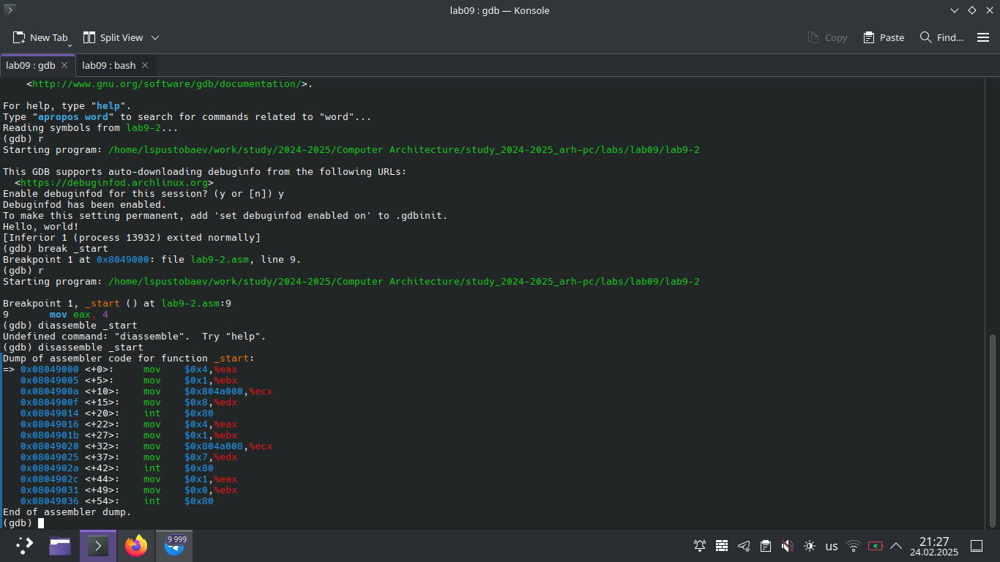 lab09 : gdb — Konsole
New Tab Split View Copy Paste Find...
lab09 : gdb lab09 : bash
<http://www.gnu.org/software/gdb/documentation/>.
For help, type "help".
Type "apropos word" to search for commands related to "word"...
Reading symbols from lab9-2...
(gdb) r
Starting program: /home/lspustobaev/work/study/2024-2025/Computer Architecture/study_2024-2025_arh-pc/labs/lab09/lab9-2
This GDB supports auto-downloading debuginfo from the following URLs:
<https://debuginfod.archlinux.org>
Enable debuginfod for this session? (y or [n]) y
Debuginfod has been enabled.
To make this setting permanent, add 'set debuginfod enabled on' to .gdbinit.
Hello, world!
[Inferior 1 (process 13932) exited normally]
(gdb) break _start
Breakpoint 1 at 0x8049000: file lab9-2.asm, line 9.
(gdb) r
Starting program: /home/lspustobaev/work/study/2024-2025/Computer Architecture/study_2024-2025_arh-pc/labs/lab09/lab9-2
Breakpoint 1, _start () at lab9-2.asm:9
9 mov eax, 4
(gdb) diassemble _start
Undefined command: "diassemble".  Try "help".
(gdb) disassemble _start
Dump of assembler code for function _start:
=> 0x08049000 <+0>: mov $0x4,%eax
0x08049005 <+5>: mov $0x1,%ebx
0x0804900a <+10>: mov $0x804a000,%ecx
0x0804900f <+15>: mov $0x8,%edx
0x08049014 <+20>: int $0x80
0x08049016 <+22>: mov $0x4,%eax
0x0804901b <+27>: mov $0x1,%ebx
0x08049020 <+32>: mov $0x804a008,%ecx
0x08049025 <+37>: mov $0x7,%edx
0x0804902a <+42>: int $0x80
0x0804902c <+44>: mov $0x1,%eax
0x08049031 <+49>: mov $0x0,%ebx
0x08049036 <+54>: int $0x80
End of assembler dump.
(gdb)
9 999
us
21:27
24.02.2025